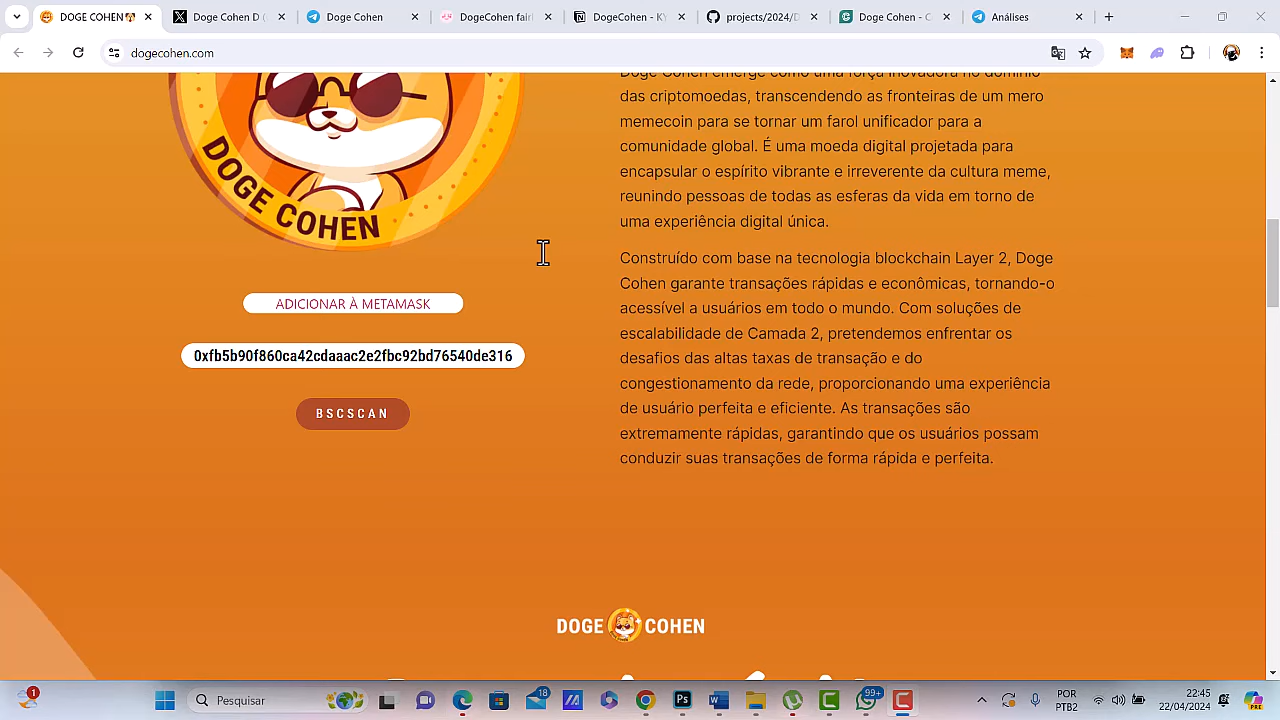 Doge Cohen D
Doge Cohen
DogeCohen fairl
DogeCohen - KY
projects/2024/D
Doge Cohen - C
Análises
dogecohen.com
DOGE COHEN
ADICIONAR À METAMASK
0xfb5b90f860ca42cdaaac2e2fbc92bd76540de316
BSCSCAN
Doge Cohen emerge como uma força inovadora no domínio
das criptomoedas, transcendendo as fronteiras de um mero
memecoin para se tornar um farol unificador para a
comunidade global. É uma moeda digital projetada para
encapsular o espírito vibrante e irreverente da cultura meme,
reunindo pessoas de todas as esferas da vida em torno de
uma experiência digital única.
Construído com base na tecnologia blockchain Layer 2, Doge
Cohen garante transações rápidas e econômicas, tornando-o
acessível a usuários em todo o mundo. Com soluções de
escalabilidade de Camada 2, pretendemos enfrentar os
desafios das altas taxas de transação e do
congestionamento da rede, proporcionando uma experiência
de usuário perfeita e eficiente. As transações são
extremamente rápidas, garantindo que os usuários possam
conduzir suas transações de forma rápida e perfeita.
DOGE COHEN
1
Pesquisar
18
99+
POR
PTB2
22:45
22/04/2024
PRE